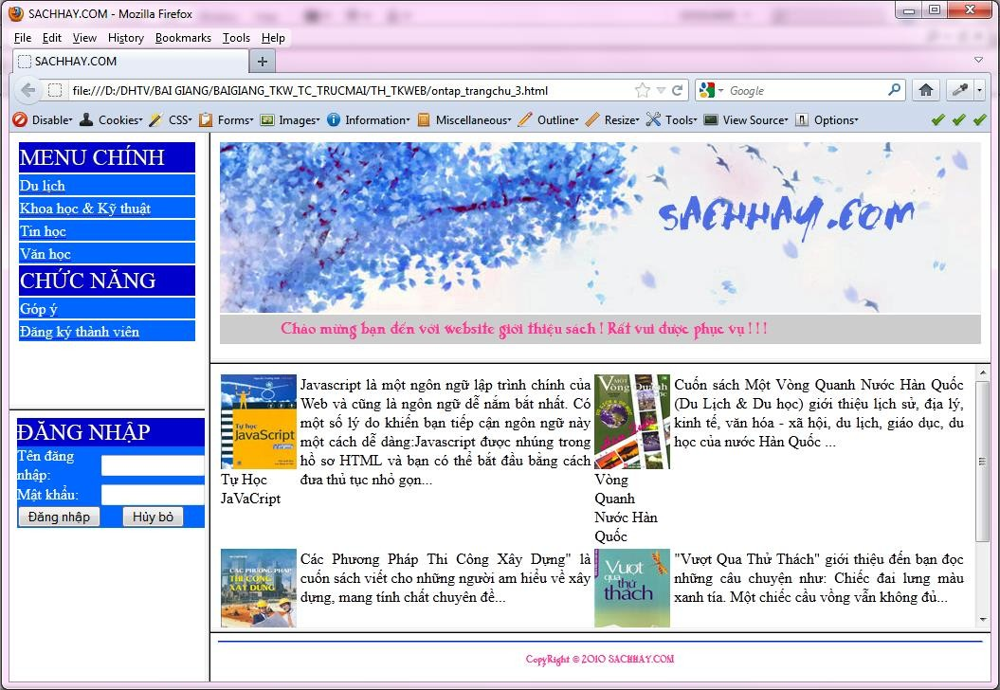 SACHHAY.COM - Mozilla Firefox
File Edit View History Bookmarks Tools Help
SACHHAY.COM
file:///D:/DHTV/BAI GIANG/BAIGIANG_TKW_TC_TRUCMAI/TH_TKWEB/ontap_trangchu_3.html
Google
Disable Cookies CSS Forms Images Information Miscellaneous Outline Resize Tools View Source Options
MENU CHÍNH
Du lịch
Khoa học & Kỹ thuật
Tin học
Văn học
CHỨC NĂNG
Góp ý
Đăng ký thành viên
ĐĂNG NHẬP
Tên đăng
nhập:
Mật khẩu:
Đăng nhập Hủy bỏ
SACHHAY.COM
Chào mừng bạn đến với website giới thiệu sách ! Rất vui được phục vụ ! ! !
Tự học
JavaScript
Tự Học
JaVaCript
Javascript là một ngôn ngữ lập trình chính của
Web và cũng là ngôn ngữ dễ nắm bắt nhất. Có
một số lý do khiến bạn tiếp cận ngôn ngữ này
một cách dễ dàng:Javascript được nhúng trong
hồ sơ HTML và bạn có thể bắt đầu bằng cách
đưa thủ tục nhỏ gọn...
MỘT
Vòng Quanh
Vòng
Quanh
Nước Hàn
Quốc
Cuốn sách Một Vòng Quanh Nước Hàn Quốc
(Du Lịch & Du học) giới thiệu lịch sử, địa lý,
kinh tế, văn hóa - xã hội, du lịch, giáo dục, du
học của nước Hàn Quốc ...
CÁC PHƯƠNG PHÁP
THI CÔNG
XÂY DỰNG
Các Phương Pháp Thi Công Xây Dựng" là
cuốn sách viết cho những người am hiểu về xây
dựng, mang tính chất chuyên đề...
Vượt
qua
thử
thách
"Vượt Qua Thử Thách" giới thiệu đến bạn đọc
những câu chuyện như: Chiếc đai lưng màu
xanh tía. Một chiếc cầu vồng vẫn không đủ...
CopyRight © 2010 SACHHAY.COM